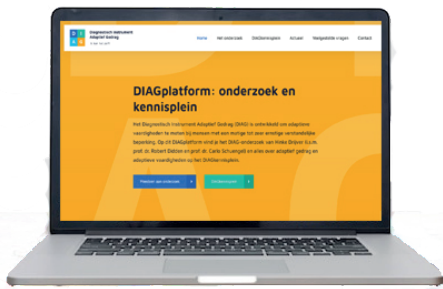 D I
A G
Diagnostisch Instrument
Adaptief Gedrag
Home Het onderzoek DIAGkennisplein Actueel Veelgestelde vragen Contact
DIAGplatform: onderzoek en
kennisplein
Het Diagnostisch Instrument Adaptief Gedrag (DIAG) is ontwikkeld om adaptieve
vaardigheden te meten bij mensen met een matige tot zeer ernstige verstandelijke
beperking. Op dit DIAGplatform vind je het DIAG-onderzoek van Hinke Drijver o.l.v.
prof. dr. Robert Didden en prof. dr. Carlo Schuengel en alles over adaptief gedrag en
adaptieve vaardigheden op het DIAGkennisplein.